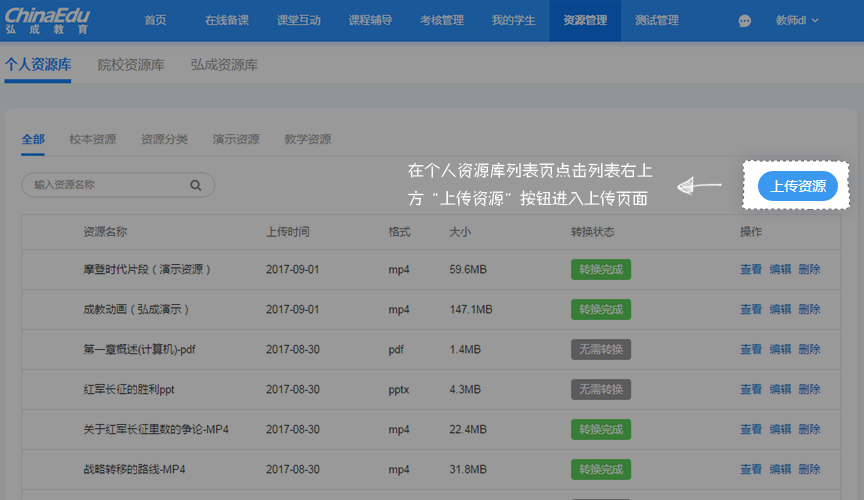 ChinaEdu
弘 成 教 育
首页 在线备课 课堂互动 课程辅导 考核管理 我的学生 资源管理 测试管理 教师dl
个人资源库 院校资源库 弘成资源库
全部 校本资源 资源分类 演示资源 教学资源
在个人资源库列表页点击列表右上
方“上传资源”按钮进入上传页面
上传资源
输入资源名称
资源名称 上传时间 格式 大小 转换状态 操作
摩登时代片段（演示资源） 2017-09-01 mp4 59.6MB 转换完成 查看 编辑 删除
成教动画（弘成演示） 2017-09-01 mp4 147.1MB 转换完成 查看 编辑 删除
第一章概述(计算机)-pdf 2017-08-30 pdf 1.4MB 无需转换 查看 编辑 删除
红军长征的胜利ppt 2017-08-30 pptx 4.3MB 无需转换 查看 编辑 删除
关于红军长征里数的争论-MP4 2017-08-30 mp4 22.4MB 转换完成 查看 编辑 删除
战略转移的路线-MP4 2017-08-30 mp4 31.8MB 转换完成 查看 编辑 删除